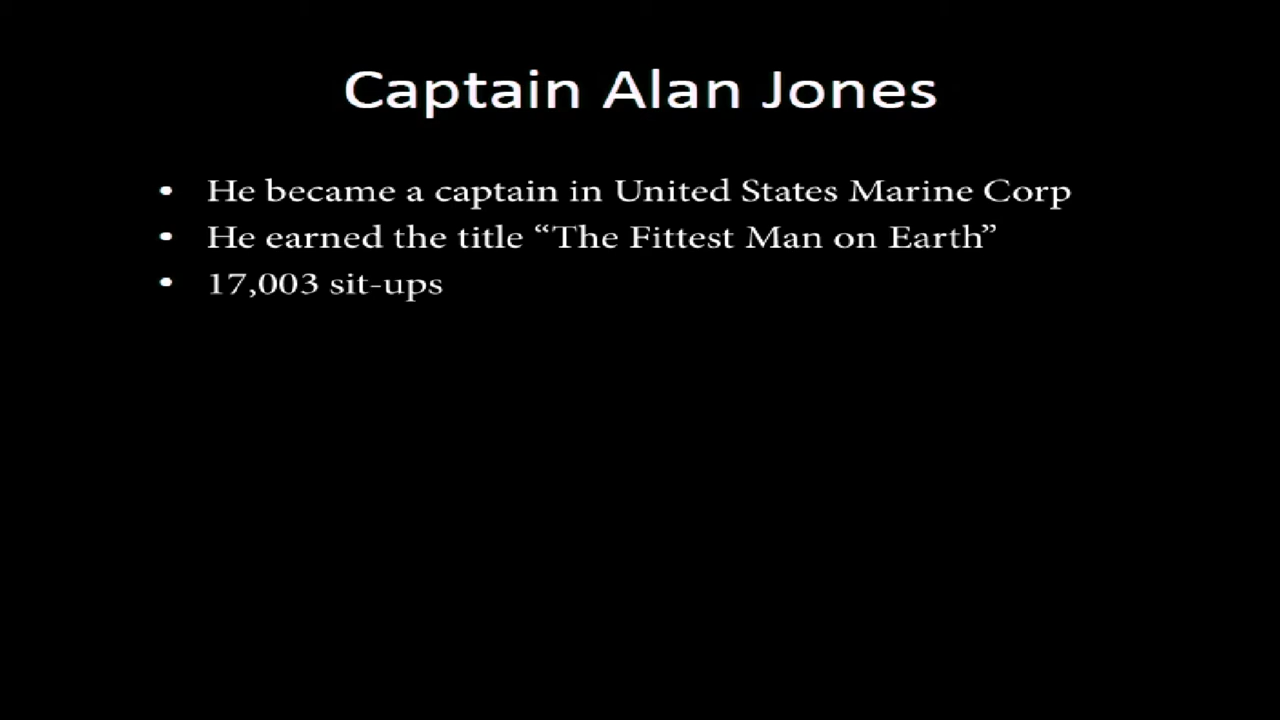 Captain Alan Jones
• He became a captain in United States Marine Corp
• He earned the title “The Fittest Man on Earth”
• 17,003 sit-ups